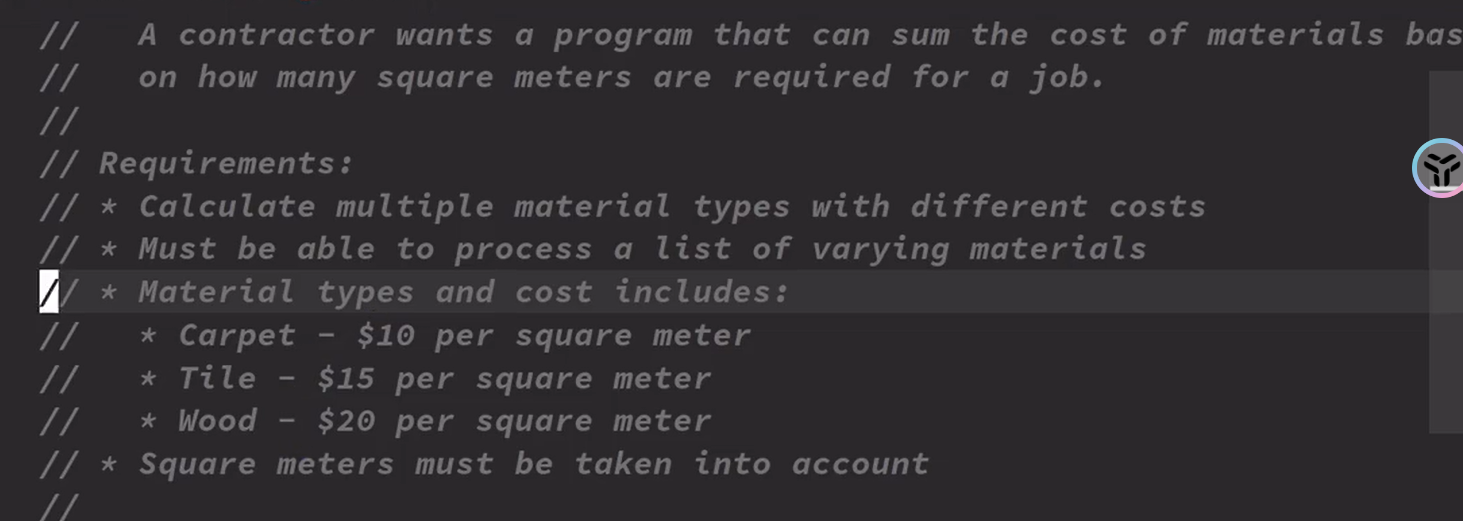 //   A contractor wants a program that can sum the cost of materials bas
//   on how many square meters are required for a job.
//
// Requirements:
// * Calculate multiple material types with different costs
// * Must be able to process a list of varying materials
// * Material types and cost includes:
//   * Carpet - $10 per square meter
//   * Tile - $15 per square meter
//   * Wood - $20 per square meter
// * Square meters must be taken into account
//